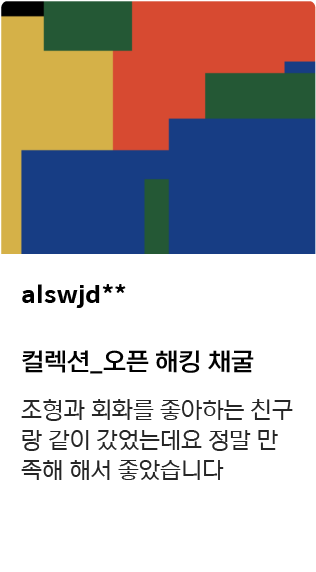 alswjd**
컬렉션_오픈 해킹 채굴
조형과 회화를 좋아하는 친구
랑 같이 갔었는데요 정말 만
족해 해서 좋았습니다